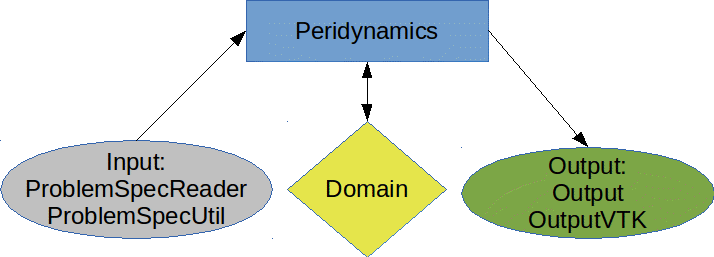 Peridynamics
Input:
ProblemSpecReader
ProblemSpecUtil
Domain
Output:
Output
OutputVTK